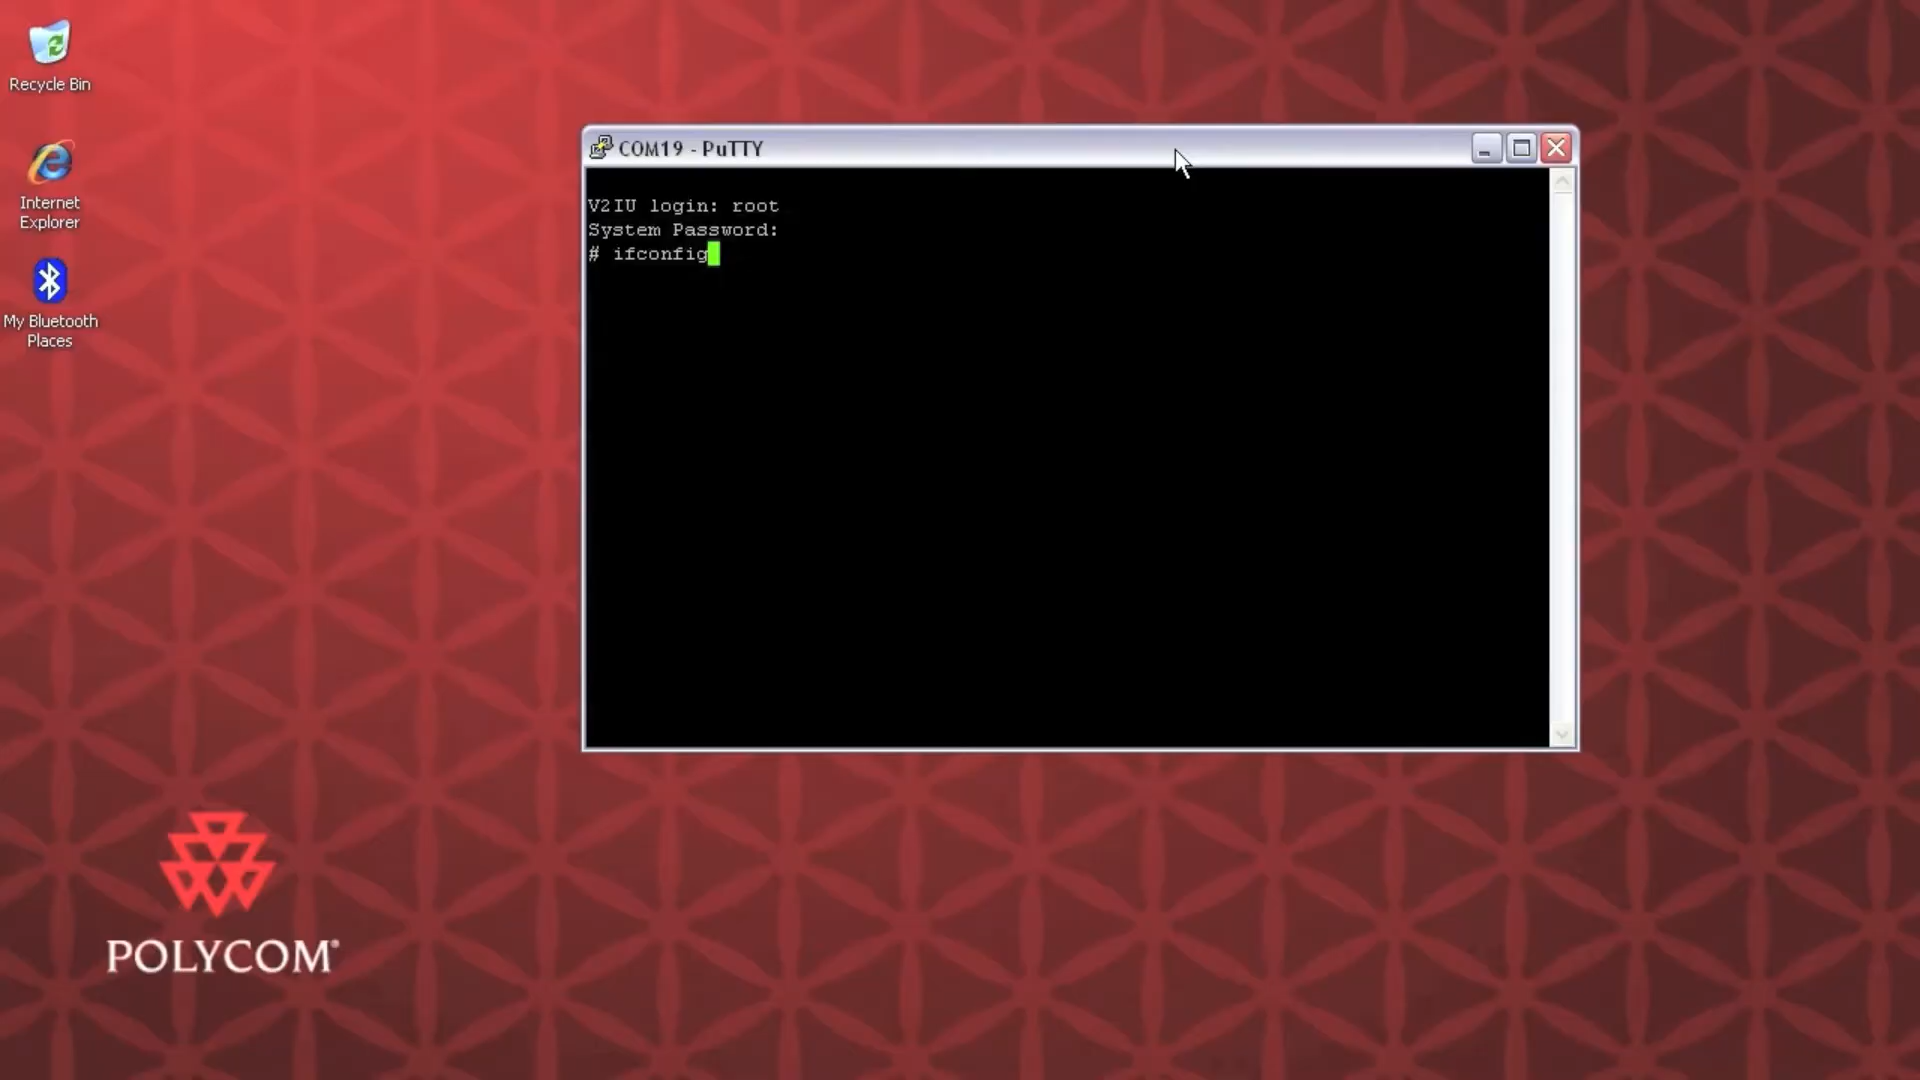 Recycle Bin
Internet
Explorer
My Bluetooth
Places
COM19 - PuTTY
V2IU login: root
System Password:
# ifconfig
POLYCOM®